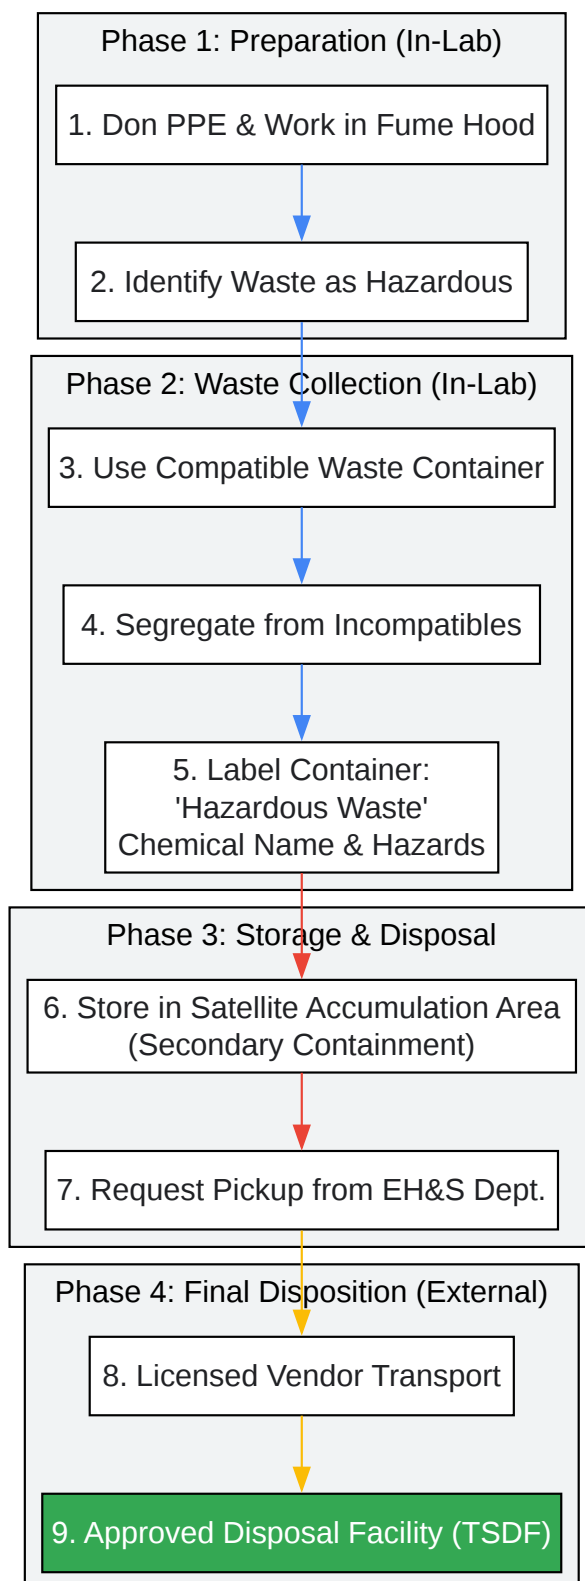 Phase 1: Preparation (In-Lab)
1. Don PPE & Work in Fume Hood
2. Identify Waste as Hazardous
Phase 2: Waste Collection (In-Lab)
3. Use Compatible Waste Container
4. Segregate from Incompatibles
5. Label Container:
'Hazardous Waste'
Chemical Name & Hazards
Phase 3: Storage & Disposal
6. Store in Satellite Accumulation Area
(Secondary Containment)
7. Request Pickup from EH&S Dept.
Phase 4: Final Disposition (External)
8. Licensed Vendor Transport
9. Approved Disposal Facility (TSDF)